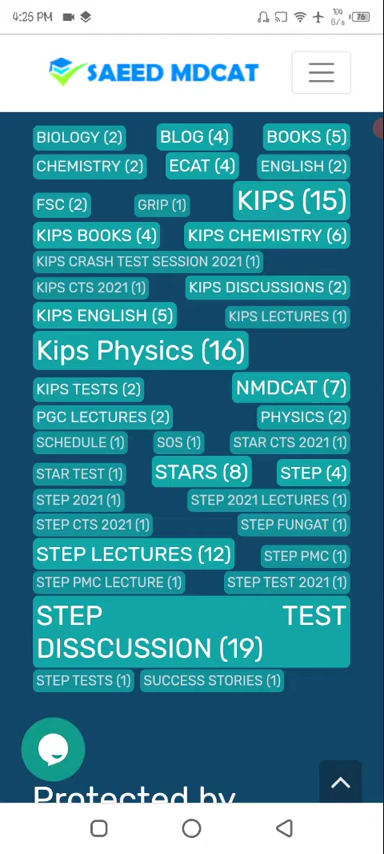 4:25 PM
104
G/s
76
SAEED MDCAT
BIOLOGY (2) BLOG (4) BOOKS (5)
CHEMISTRY (2) ECAT (4) ENGLISH (2)
FSC (2) GRIP (1) KIPS (15)
KIPS BOOKS (4) KIPS CHEMISTRY (6)
KIPS CRASH TEST SESSION 2021 (1)
KIPS CTS 2021 (1) KIPS DISCUSSIONS (2)
KIPS ENGLISH (5) KIPS LECTURES (1)
Kips Physics (16)
KIPS TESTS (2) NMDCAT (7)
PGC LECTURES (2) PHYSICS (2)
SCHEDULE (1) SOS (1) STAR CTS 2021 (1)
STAR TEST (1) STARS (8) STEP (4)
STEP 2021 (1) STEP 2021 LECTURES (1)
STEP CTS 2021 (1) STEP FUNGAT (1)
STEP LECTURES (12) STEP PMC (1)
STEP PMC LECTURE (1) STEP TEST 2021 (1)
STEP TEST
DISSCUSSION (19)
STEP TESTS (1) SUCCESS STORIES (1)
Protected by